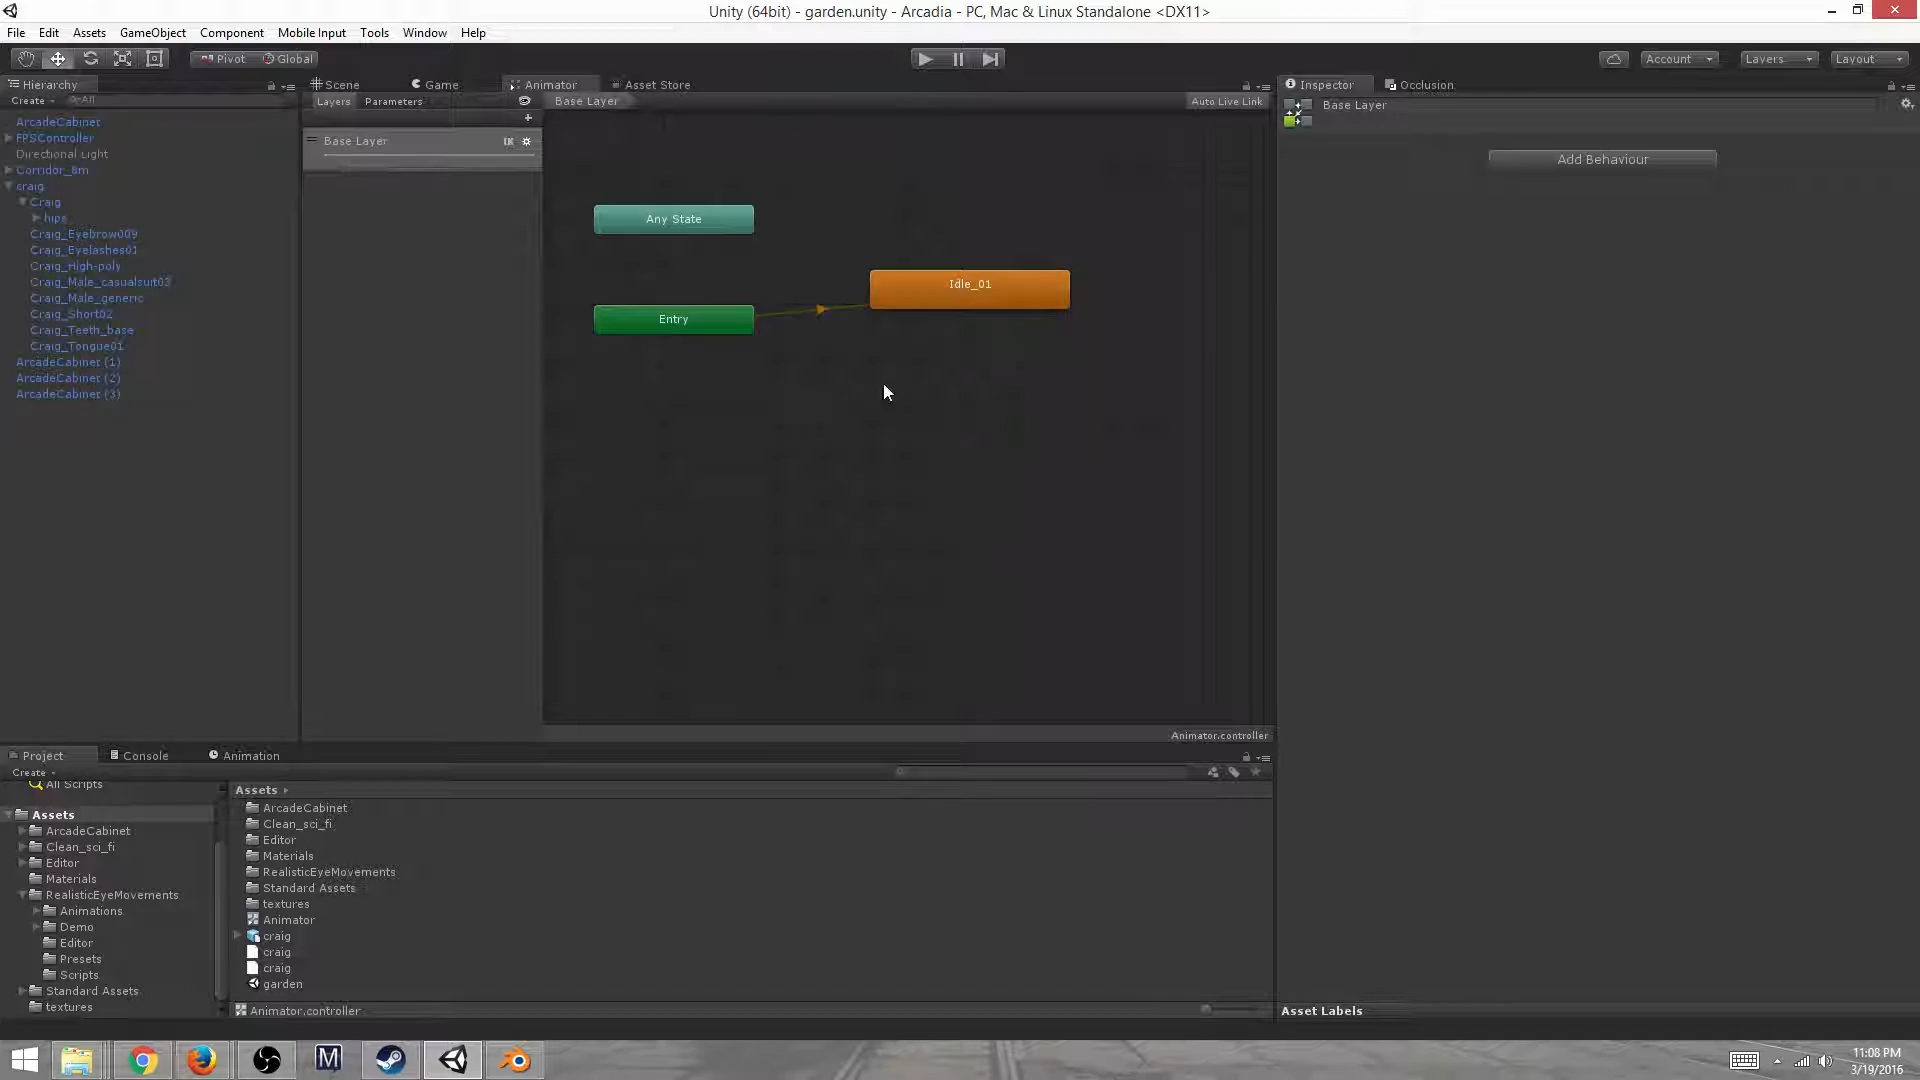 Unity (64bit) - garden.unity - Arcadia - PC, Mac & Linux Standalone <DX11>
File Edit Assets GameObject Component Mobile Input Tools Window Help
Pivot Global Account Layers Layout
Hierarchy
Create All
ArcadeCabinet
FPSController
Directional Light
Corridor_8m
craig
Craig
hips
Craig_Eyebrow009
Craig_Eyelashes01
Craig_High-poly
Craig_Male_casualsuit03
Craig_Male_generic
Craig_Short02
Craig_Teeth_base
Craig_Tongue01
ArcadeCabinet (1)
ArcadeCabinet (2)
ArcadeCabinet (3)
Scene Game Animator Asset Store
Layers Parameters
Base Layer
Auto Live Link
Base Layer IK
Any State
Idle_01
Entry
Animator.controller
Inspector Occlusion
Base Layer
Add Behaviour
Asset Labels
Project Console Animation
Create
All Scripts
Assets
ArcadeCabinet
Clean_sci_fi
Editor
Materials
RealisticEyeMovements
Animations
Demo
Editor
Presets
Scripts
Standard Assets
textures
Assets
ArcadeCabinet
Clean_sci_fi
Editor
Materials
RealisticEyeMovements
Standard Assets
textures
Animator
craig
craig
craig
garden
Animator.controller
11:08 PM
3/19/2016